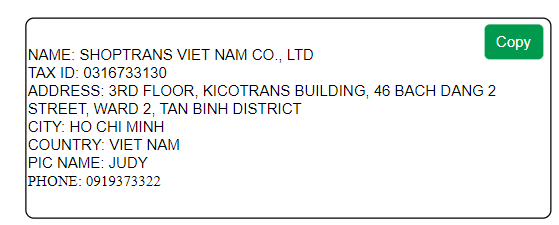 Copy
NAME: SHOPTRANS VIET NAM CO., LTD
TAX ID: 0316733130
ADDRESS: 3RD FLOOR, KICOTRANS BUILDING, 46 BACH DANG 2
STREET, WARD 2, TAN BINH DISTRICT
CITY: HO CHI MINH
COUNTRY: VIET NAM
PIC NAME: JUDY
PHONE: 0919373322